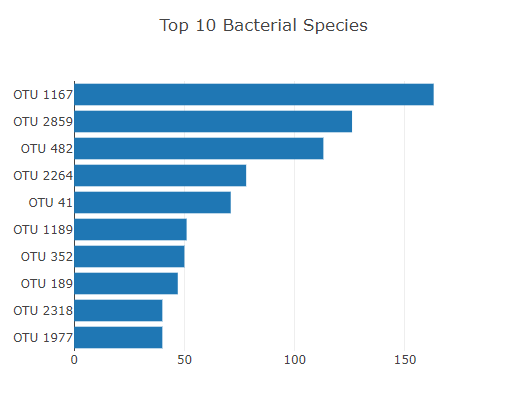 Top 10 Bacterial Species
OTU 1167
OTU 2859
OTU 482
OTU 2264
OTU 41
OTU 1189
OTU 352
OTU 189
OTU 2318
OTU 1977
0 50 100 150